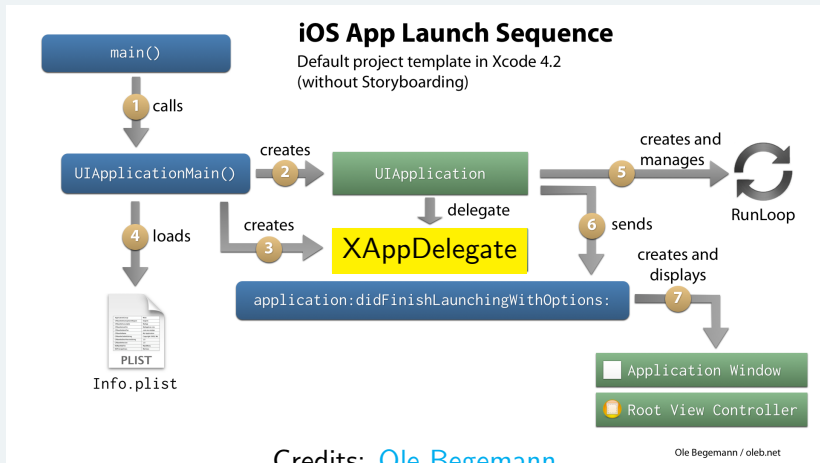 iOS App Launch Sequence
Default project template in Xcode 4.2
(without Storyboarding)
main()
1 calls
UIApplicationMain()
creates
2
UIApplication
creates and
manages
5
RunLoop
4 loads
creates
3
delegate
XAppDelegate
6 sends
application:didFinishLaunchingWithOptions:
creates and
displays
7
PLIST
Info.plist
Application Window
Root View Controller
Credits: Ole Begemann
Ole Begemann / oleb.net